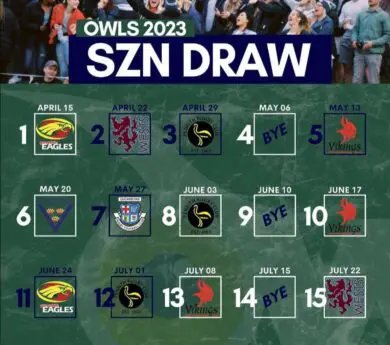 OWLS 2023
SZN DRAW
APRIL 15
1
EAGLES
APRIL 22
2
WESTS
APRIL 29
3
MAY 06
4
BYE
MAY 13
5
Vikings
MAY 20
6
MAY 27
7
JUNE 03
8
JUNE 10
9
BYE
JUNE 17
10
Vikings
JUNE 24
11
EAGLES
JULY 01
12
JULY 08
13
Vikings
JULY 15
14
BYE
JULY 22
15
WESTS